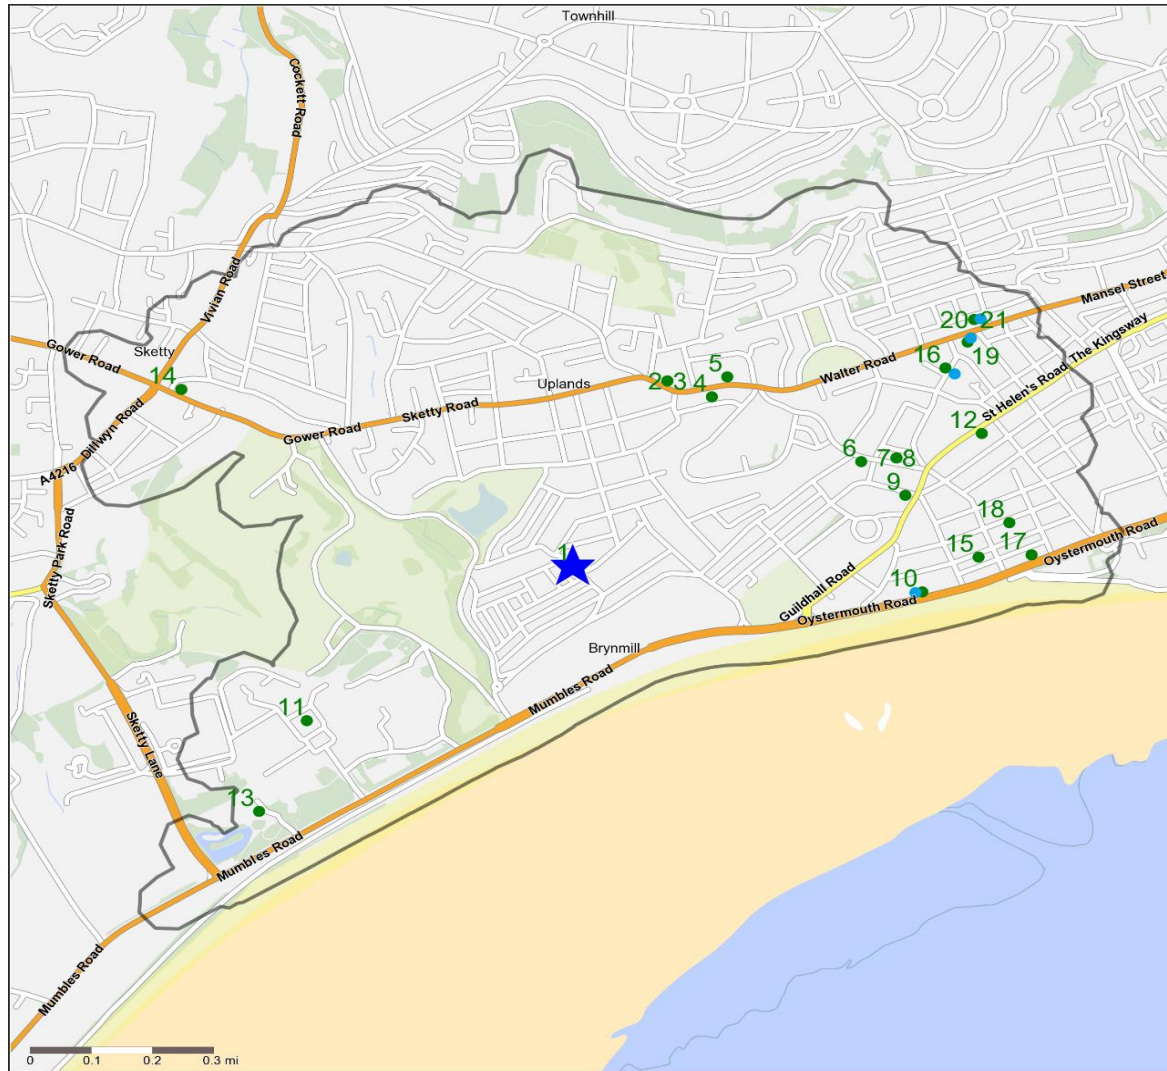 Townhill
Cockett Road
Vivian Road
Mansel Street
20
21
The Kingsway
Gower Road
Sketty
14
Uplands
2
3
4
5
Walter Road
16
19
Sketty Road
Gower Road
St Helen's Road
12
A4216
Dillwyn Road
6
7
8
9
Sketty Park Road
1
18
15
17
Oystermouth Road
10
Guildhall Road
Oystermouth Road
Brynmill
Mumbles Road
11
Sketty Lane
13
Mumbles Road
Mumbles Road
0 0.1 0.2 0.3 mi